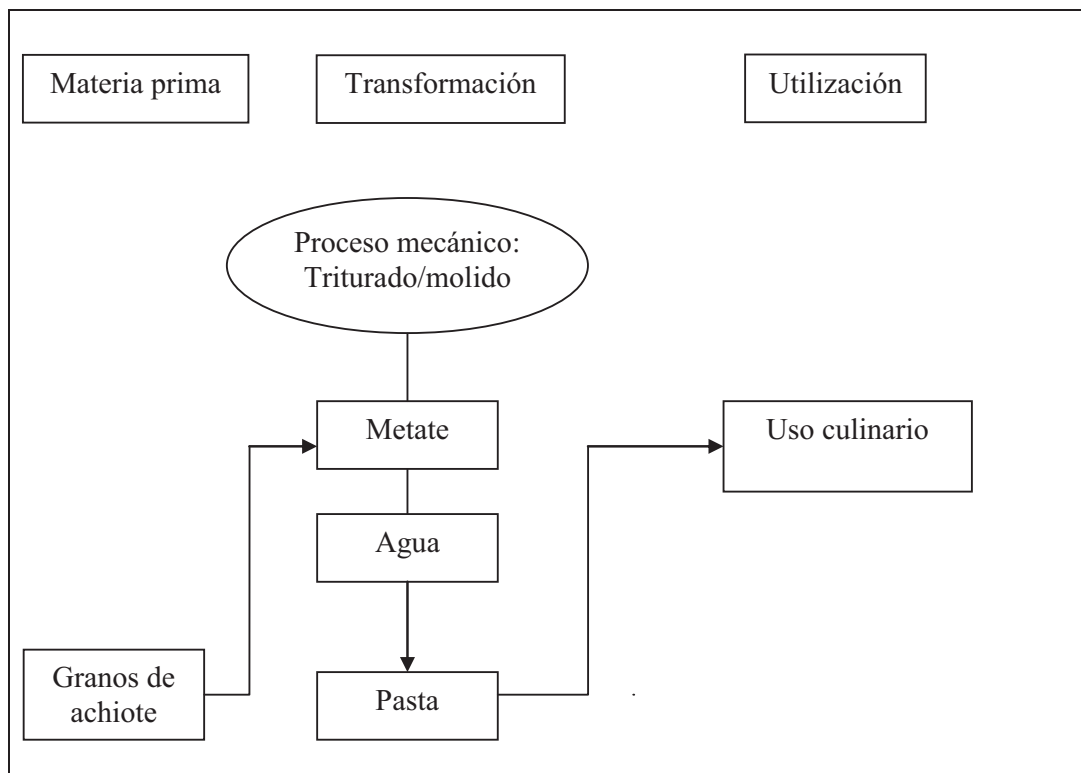 Materia prima
Transformación
Utilización
Proceso mecánico:
Triturado/molido
Metate
Uso culinario
Agua
Granos de
achiote
Pasta